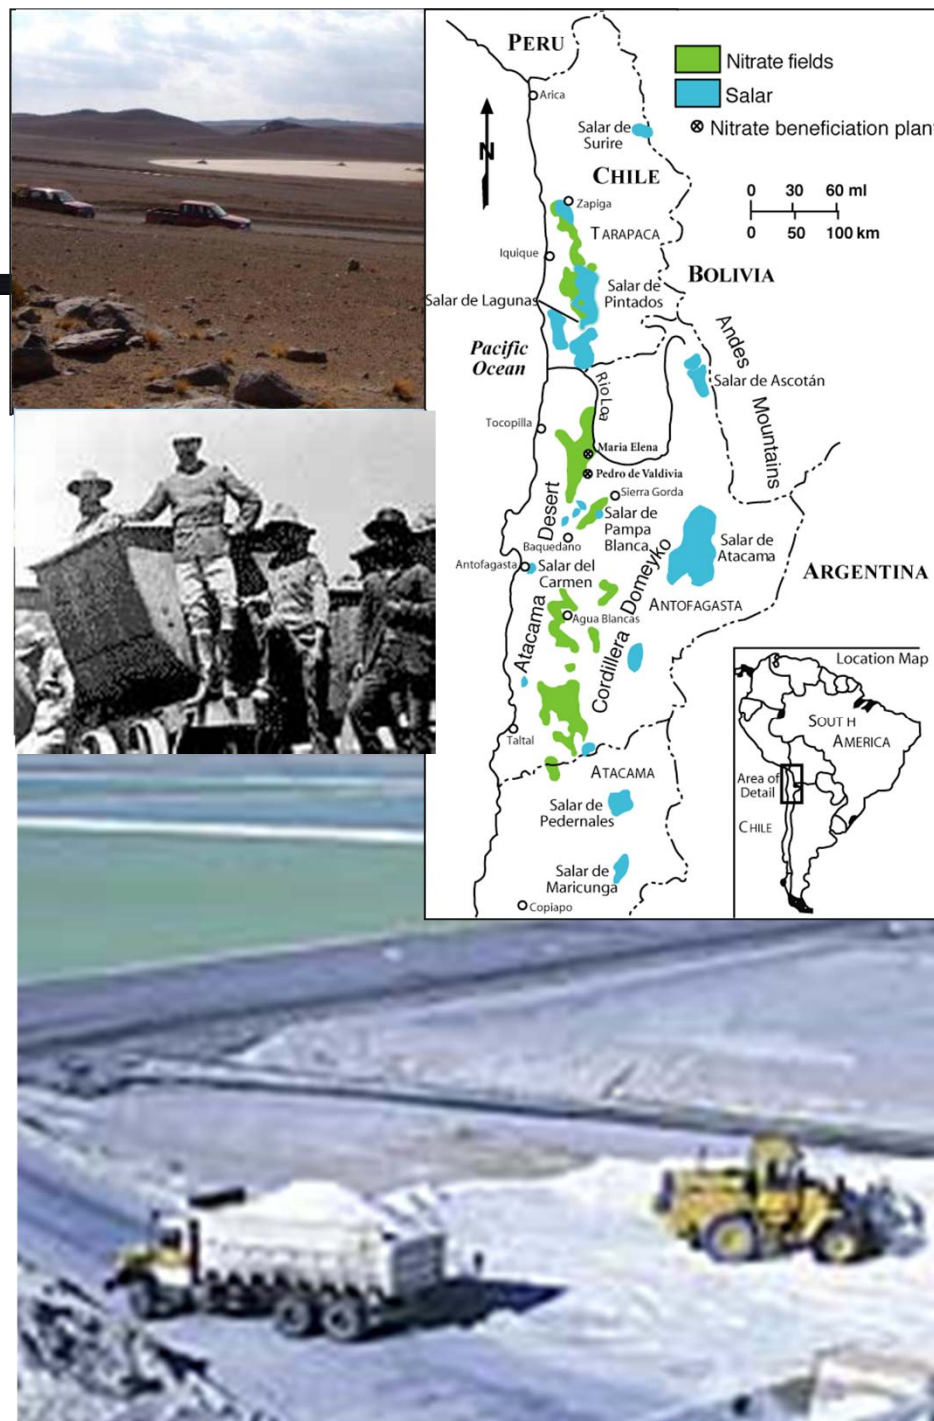 PERU
Nitrate fields
Salar
Nitrate beneficiation plant
Arica
Salar de
Surire
N
CHILE
0 30 60 ml
0 50 100 km
Zapiga
TARAPACA
Iquique
BOLIVIA
Salar de
Pintados
Salar de Lagunas
Pacific
Ocean
Andes
Mountains
Río Loa
Salar de Ascotán
Tocopilla
Maria Elena
Pedro de Valdivia
Sierra Gorda
Atacama Desert
Salar de
Pampa
Blanca
Baquedano
Salar de
Atacama
Antofagasta
Salar del
Carmen
ARGENTINA
Cordillera Domeyko
ANTOFAGASTA
Agua Blancas
Taltal
ATACAMA
Salar de
Pedernales
Salar de
Maricunga
Copiapo
Location Map
SOUTH
AMERICA
Area of
Detail
CHILE